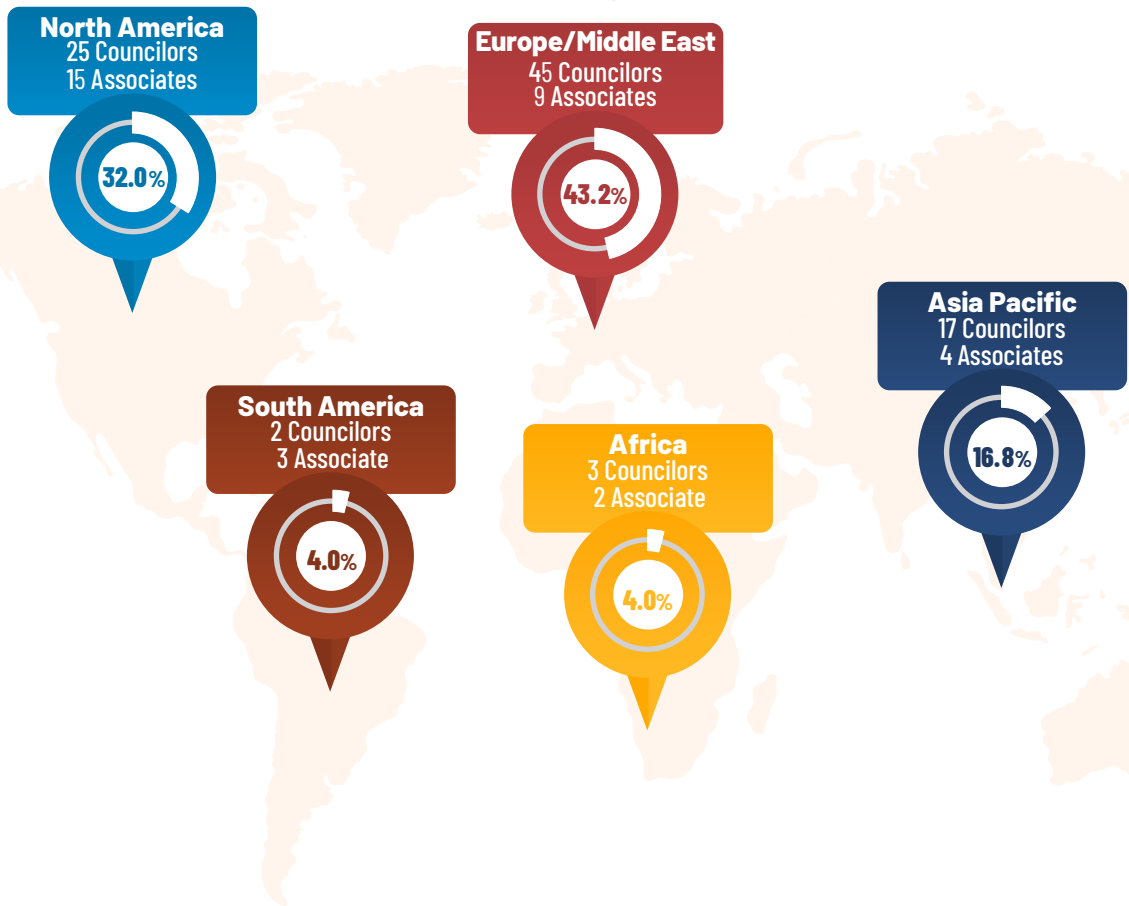 North America
25 Councilors
15 Associates
32.0%
Europe/Middle East
45 Councilors
9 Associates
43.2%
Asia Pacific
17 Councilors
4 Associates
16.8%
South America
2 Councilors
3 Associate
4.0%
Africa
3 Councilors
2 Associate
4.0%